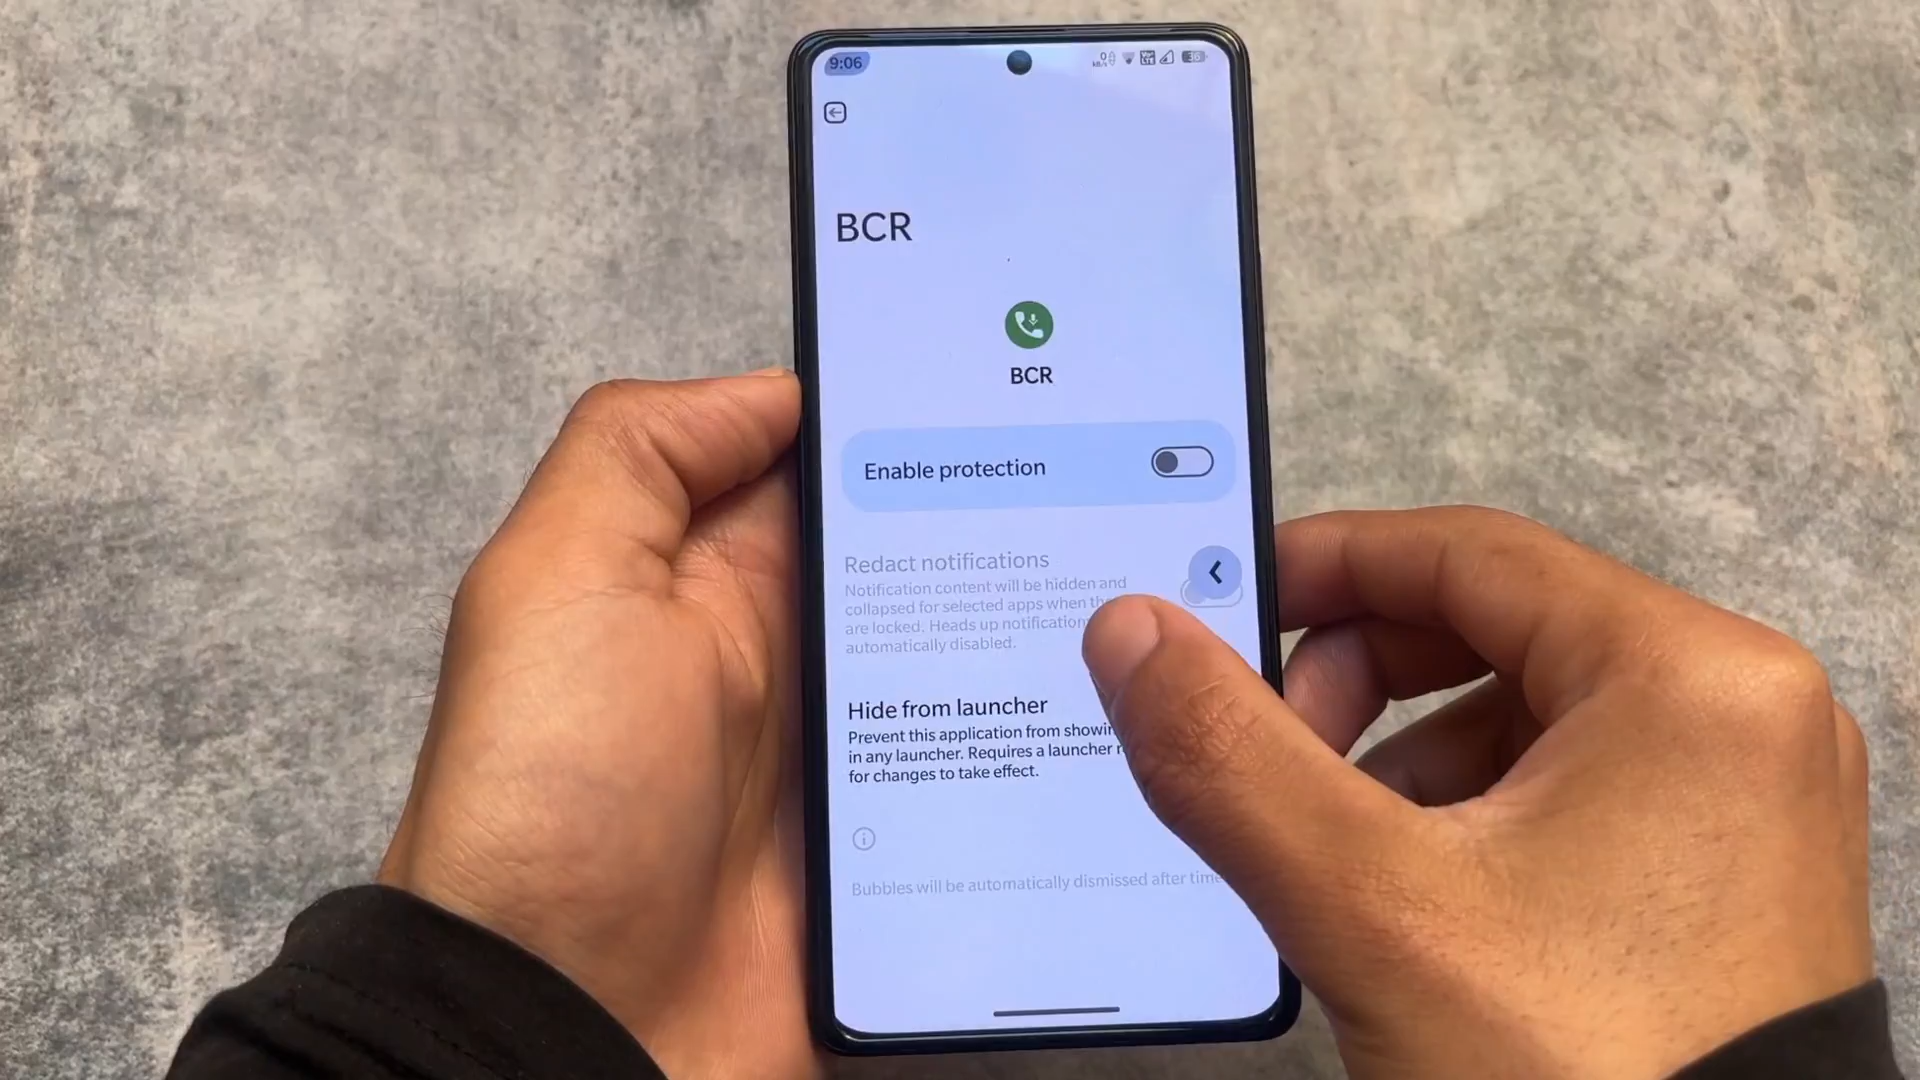 9:06
BCR
BCR
Enable protection
Redact notifications
Notification content will be hidden and
collapsed for selected apps when
are locked. Heads up
automatically disabled.
Hide from launcher
Prevent this application from
in any launcher. Requires a launcher
for changes to take effect.
Bubbles will be automatically dismissed after